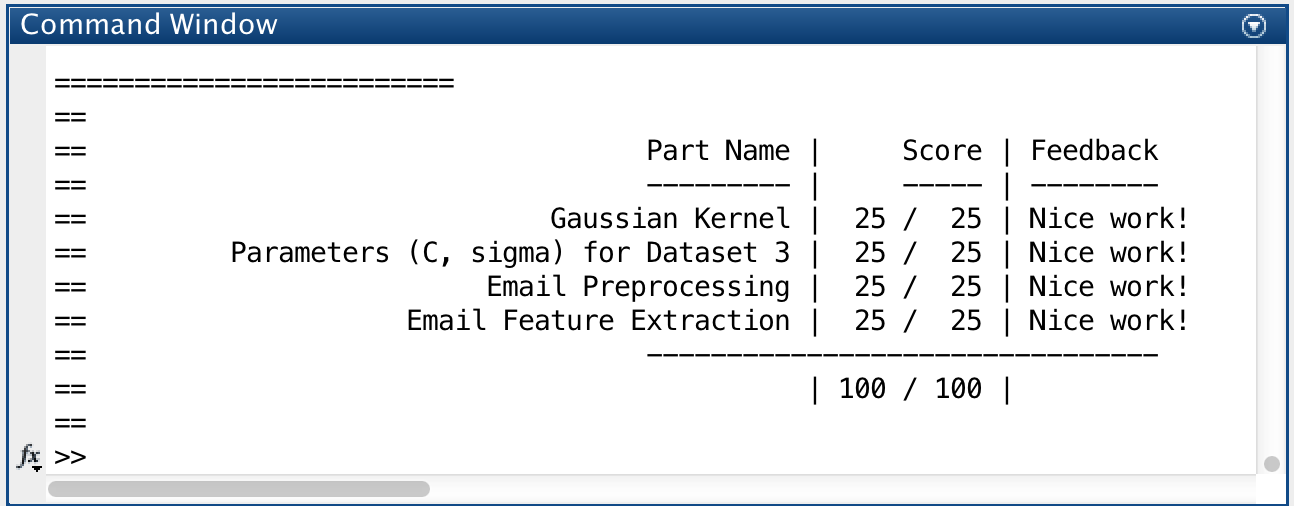 Command Window
=========================
==
== Part Name | Score | Feedback
== --------- | ----- | --------
== Gaussian Kernel | 25 / 25 | Nice work!
== Parameters (C, sigma) for Dataset 3 | 25 / 25 | Nice work!
== Email Preprocessing | 25 / 25 | Nice work!
== Email Feature Extraction | 25 / 25 | Nice work!
== --------------------------------
== | 100 / 100 |
==
fx >>